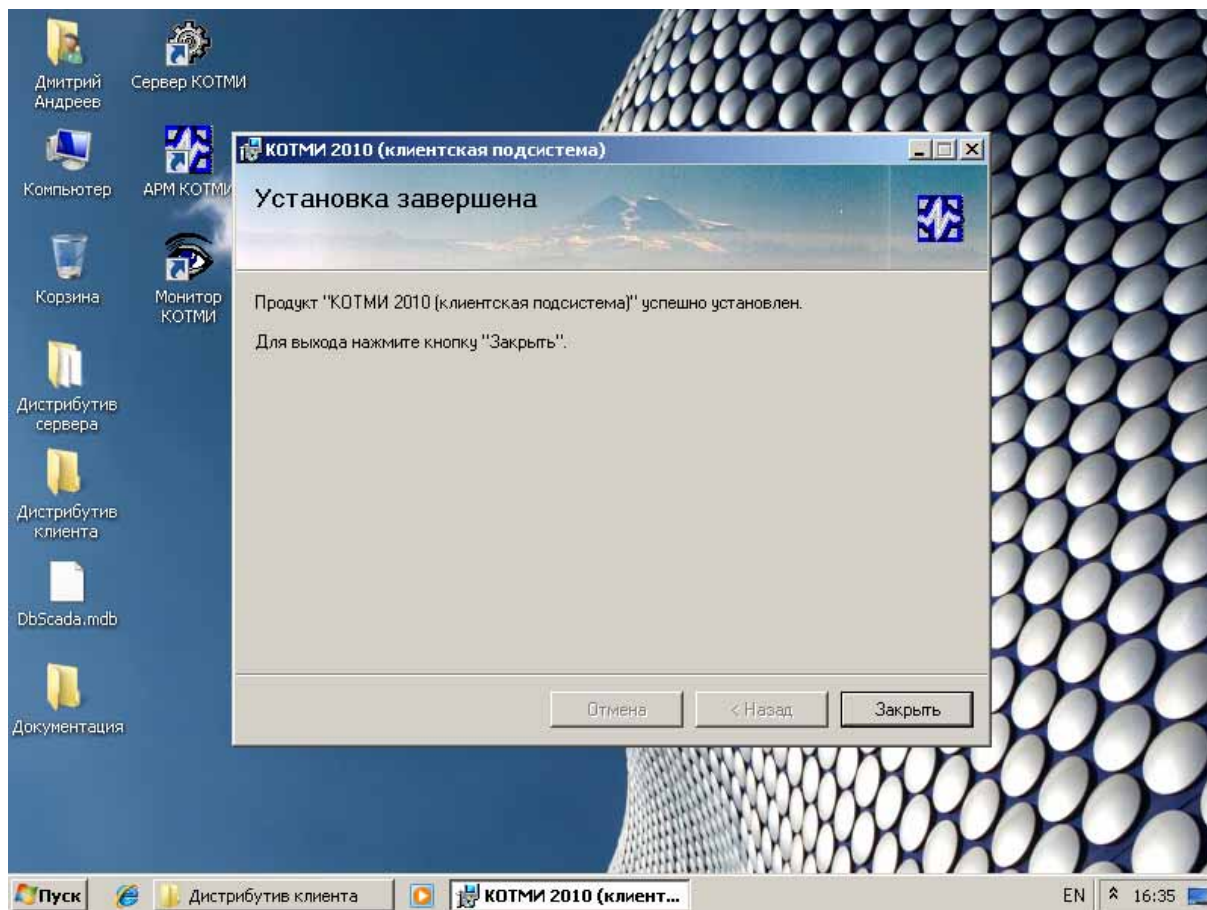 Дмитрий
Андреев
Сервер КОТМИ
Компьютер
АРМ КОТМИ
Корзина
Монитор
КОТМИ
Дистрибутив
сервера
Дистрибутив
клиента
DbScada.mdb
Документация
КОТМИ 2010 (клиентская подсистема)
Установка завершена
Продукт "КОТМИ 2010 (клиентская подсистема)" успешно установлен.
Для выхода нажмите кнопку "Закрыть".
Отмена
< Назад
Закрыть
Пуск
Дистрибутив клиента
КОТМИ 2010 (клиент...
EN
16:35